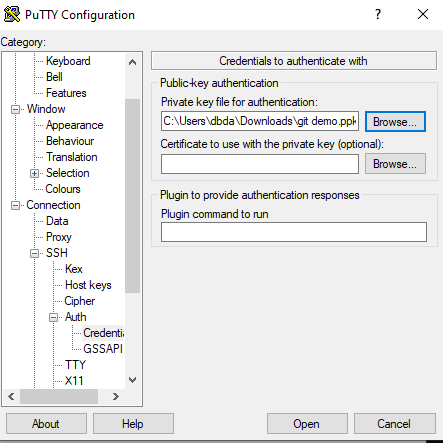 PuTTY Configuration
?
Category:
Keyboard
Bell
Features
Window
Appearance
Behaviour
Translation
Selection
Colours
Connection
Data
Proxy
SSH
Kex
Host keys
Cipher
Auth
Credentia
GSSAPI
TTY
X11
Credentials to authenticate with
Public-key authentication
Private key file for authentication:
C:\Users\dbda\Downloads\git demo.ppk
Browse...
Certificate to use with the private key (optional):
Browse...
Plugin to provide authentication responses
Plugin command to run
About
Help
Open
Cancel